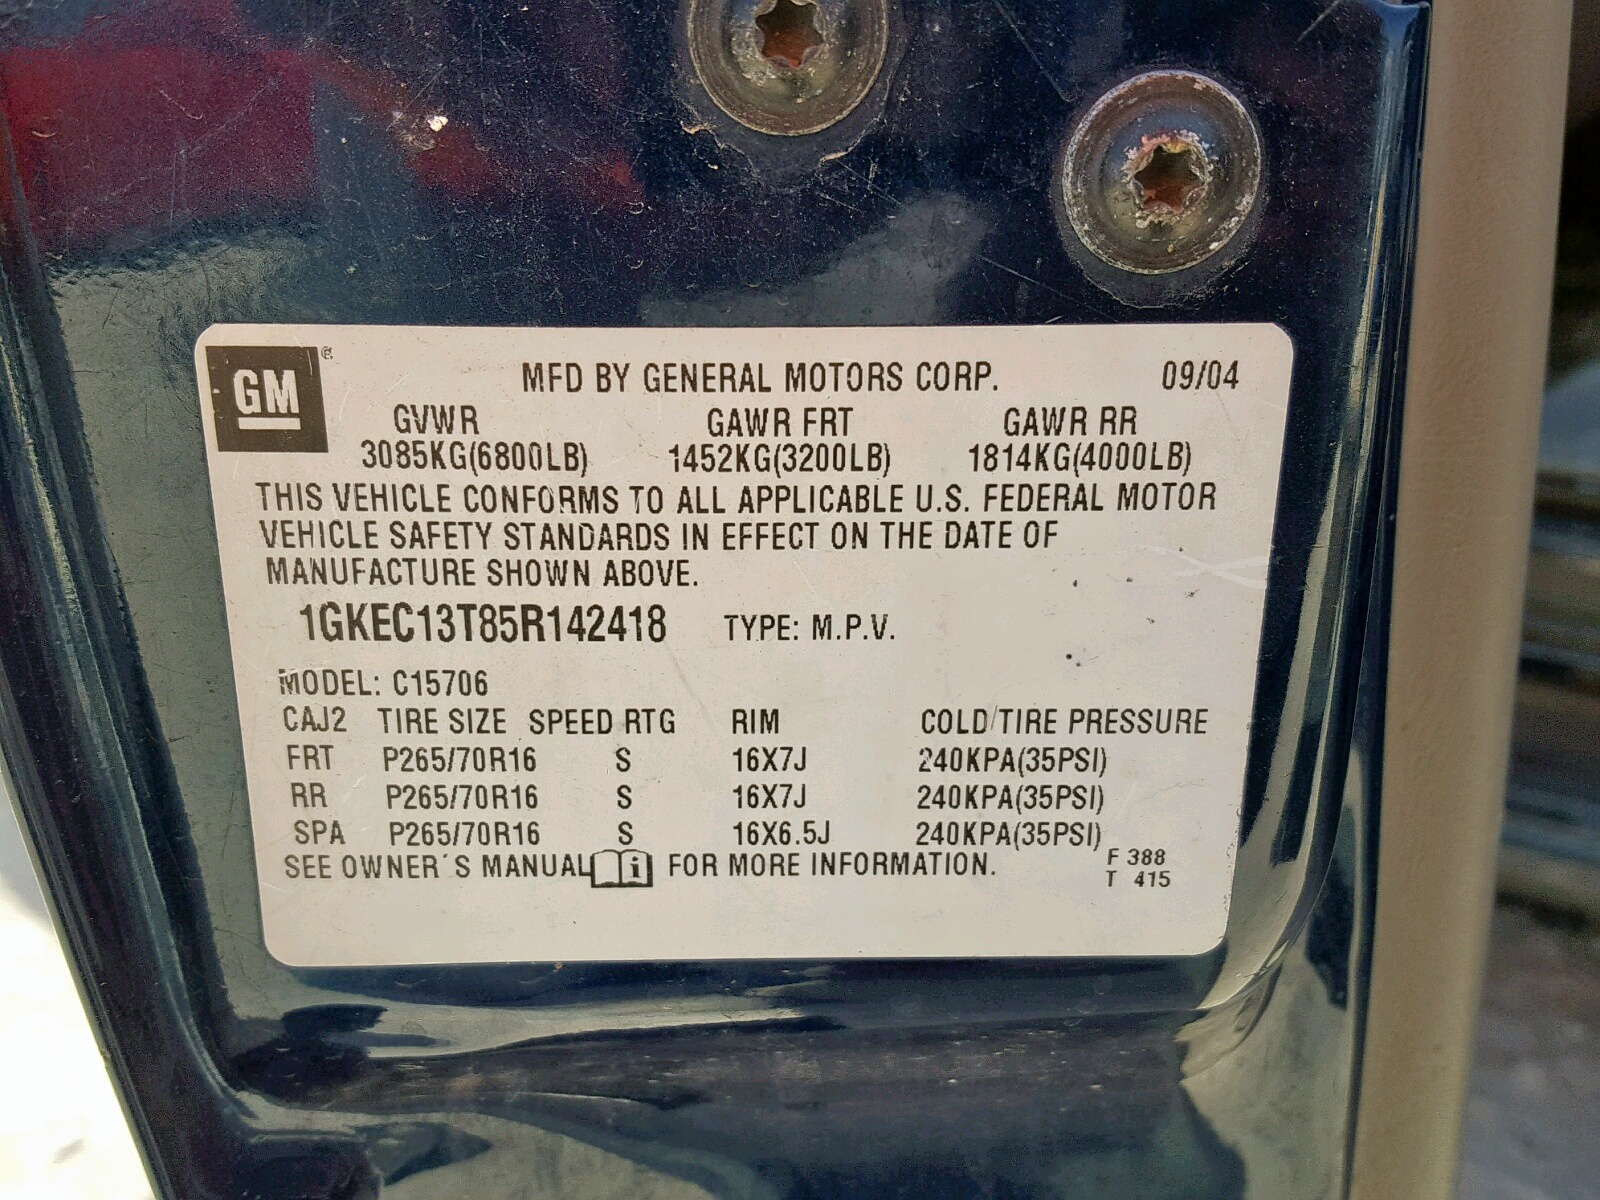 GM ®
MFD BY GENERAL MOTORS CORP. 09/04
GVWR GAWR FRT GAWR RR
3085KG(6800LB) 1452KG(3200LB) 1814KG(4000LB)
THIS VEHICLE CONFORMS TO ALL APPLICABLE U.S. FEDERAL MOTOR
VEHICLE SAFETY STANDARDS IN EFFECT ON THE DATE OF
MANUFACTURE SHOWN ABOVE.
1GKEC13T85R142418 TYPE: M.P.V.
MODEL: C15706
CAJ2 TIRE SIZE SPEED RTG RIM COLD TIRE PRESSURE
FRT P265/70R16 S 16X7J 240KPA(35PSI)
RR P265/70R16 S 16X7J 240KPA(35PSI)
SPA P265/70R16 S 16X6.5J 240KPA(35PSI)
SEE OWNER´S MANUAL i FOR MORE INFORMATION.
F 388
T 415